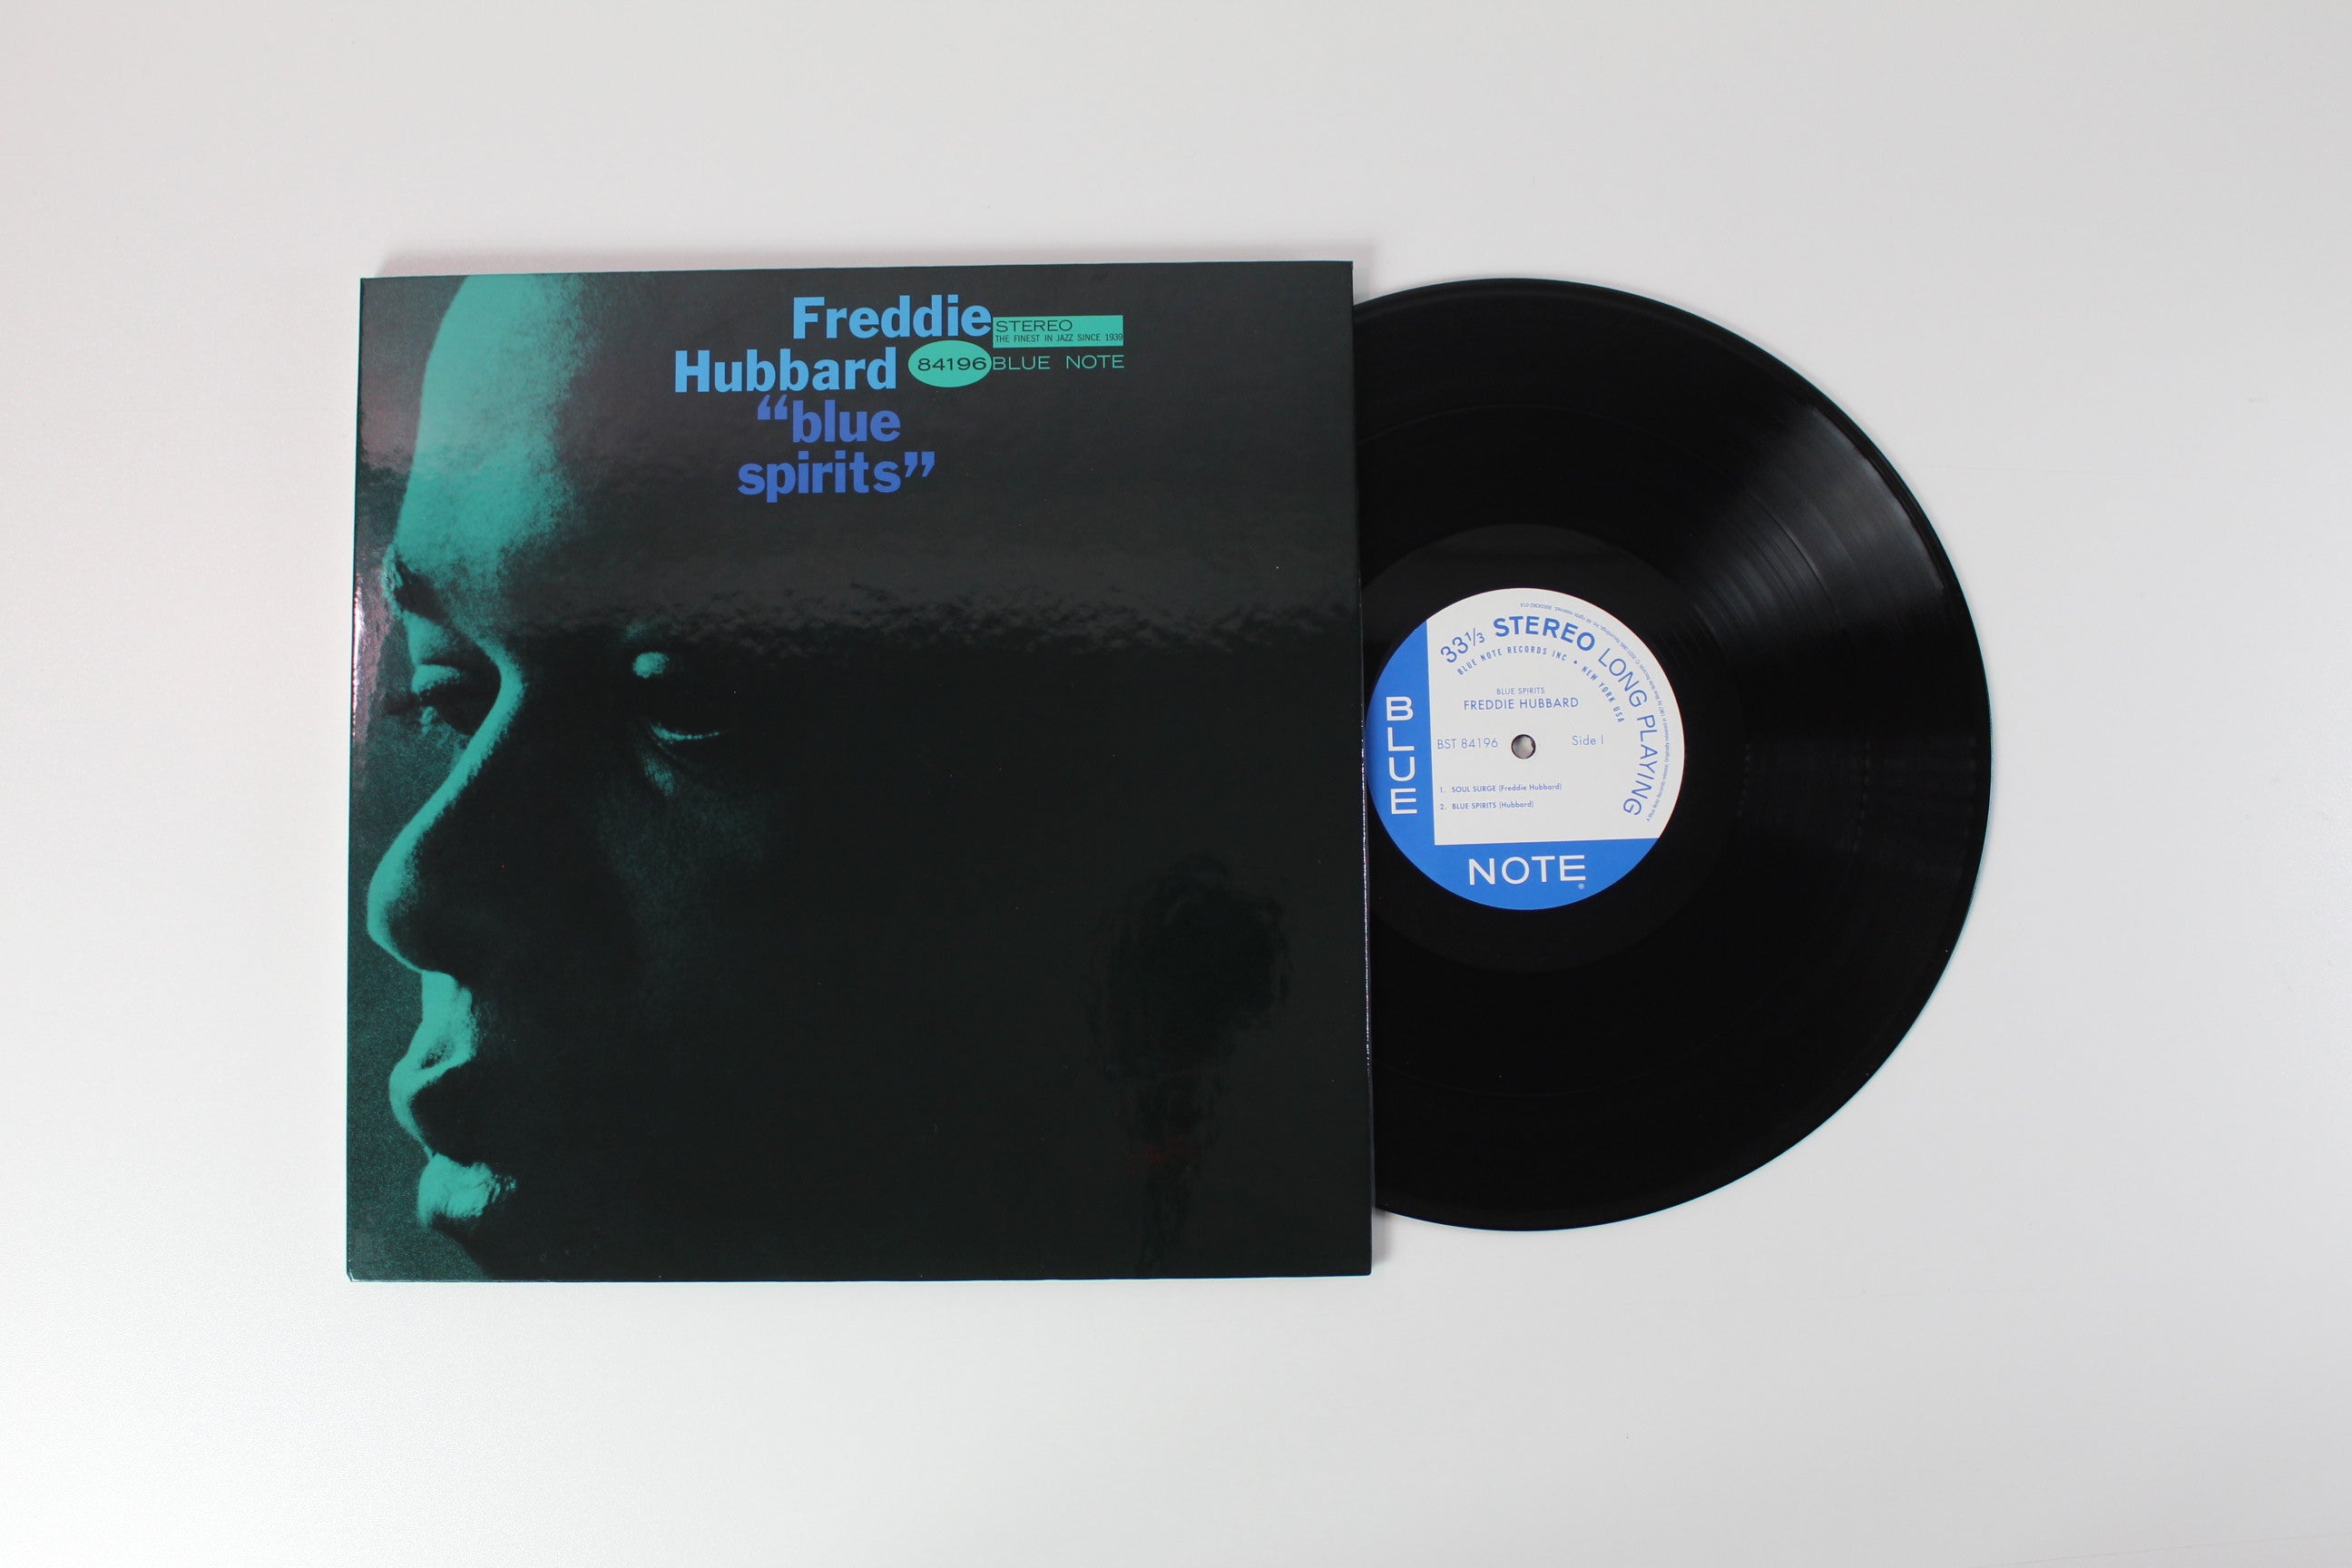 Freddie
STEREO
THE FINEST IN JAZZ SINCE 1939
Hubbard
84196 BLUE NOTE
“blue
spirits”
33 1/3 STEREO LONG PLAYING
BLUE NOTE RECORDS INC • NEW YORK USA
BLUE SPIRITS
FREDDIE HUBBARD
BST 84196
Side I
1. SOUL SURGE (Freddie Hubbard)
2. BLUE SPIRITS (Hubbard)
BLUE
NOTE
®